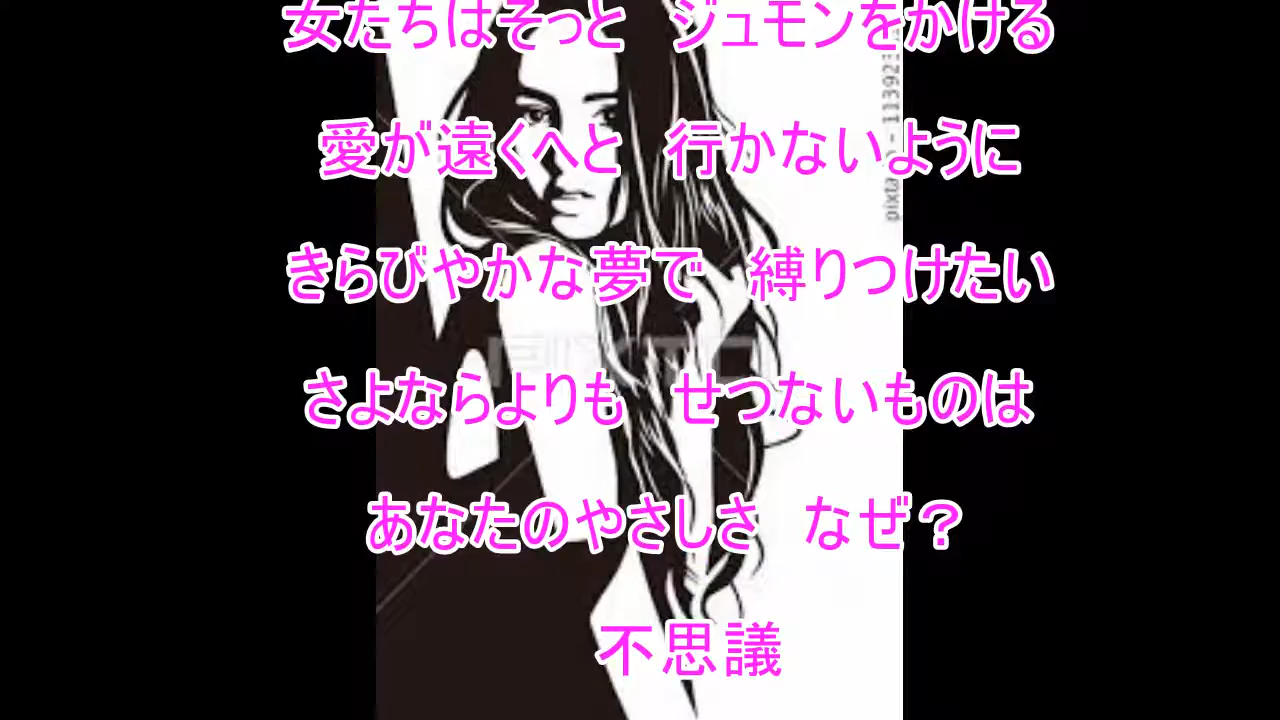 女たちはそっと　ジュモンをかける
愛が遠くへと　行かないように
きらびやかな夢で　縛りつけたい
さよならよりも　せつないものは
あなたのやさしさ　なぜ？
不思議